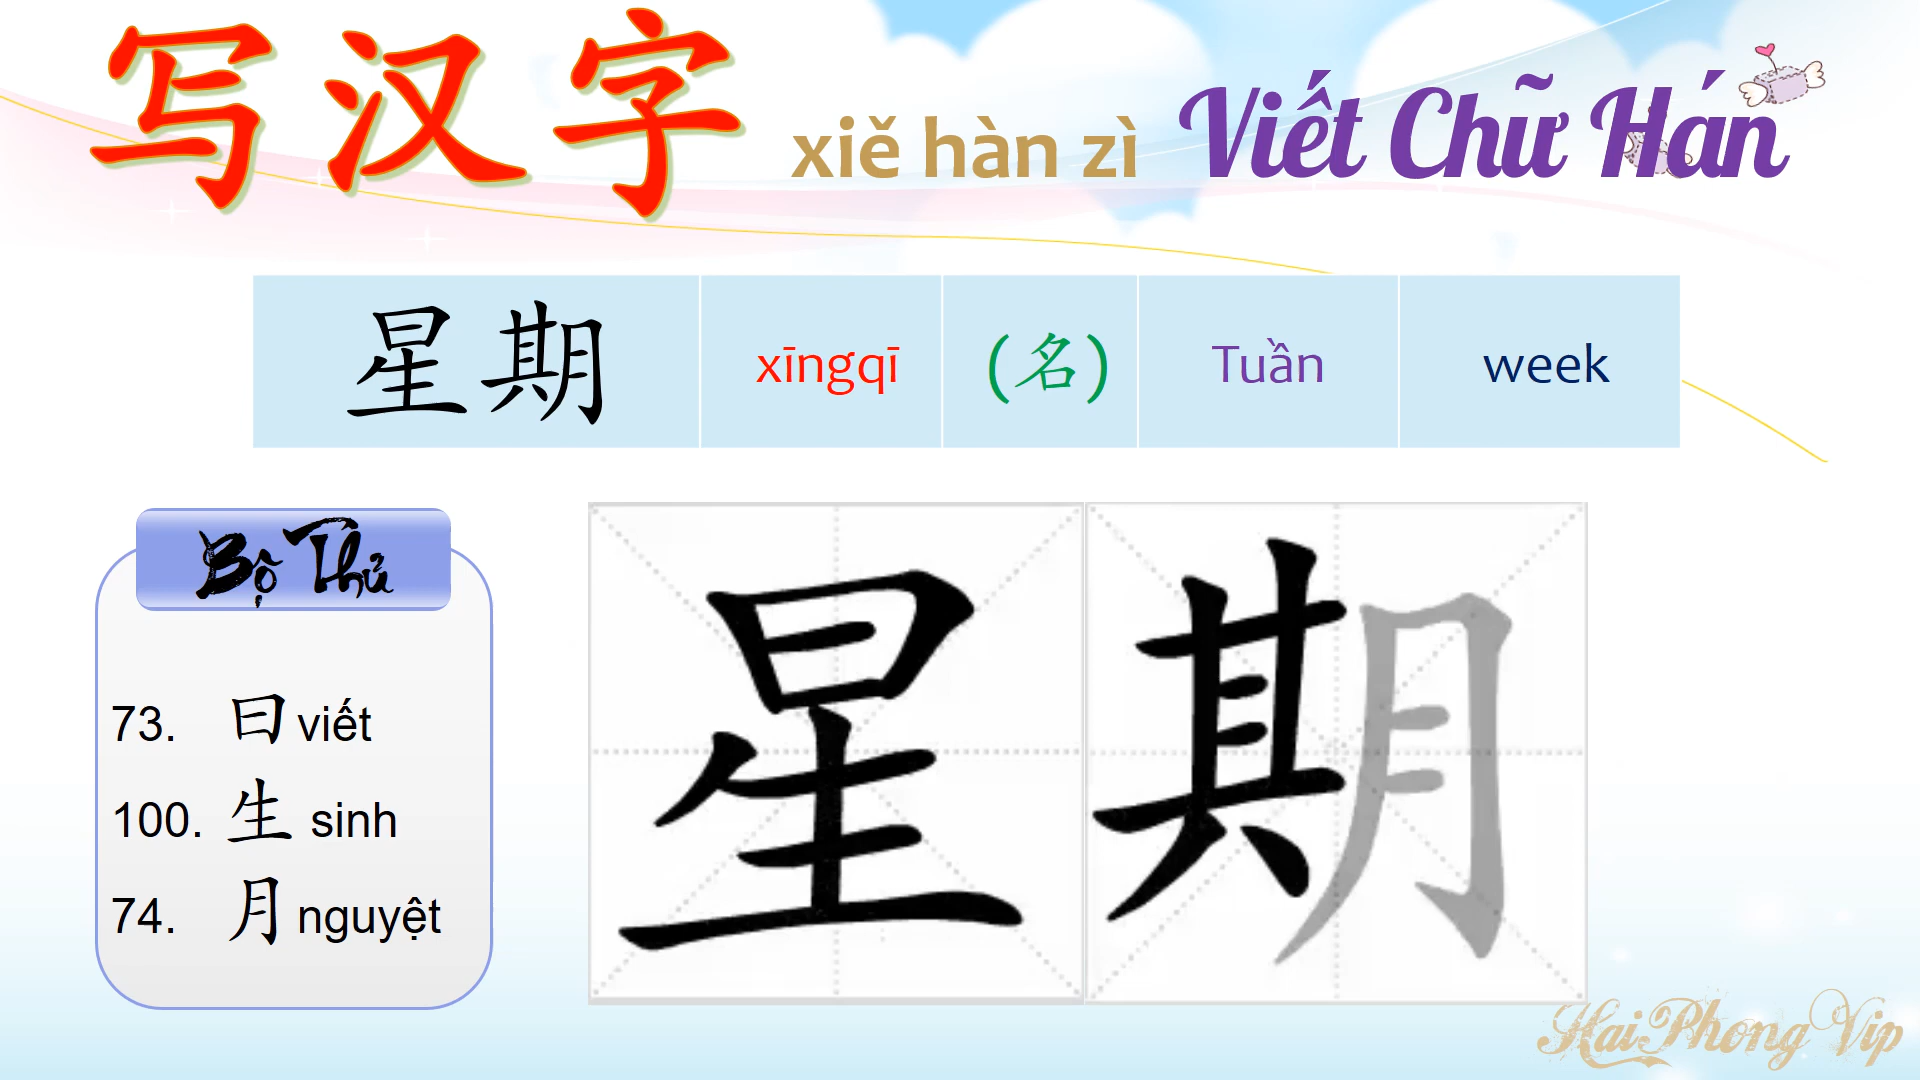 写汉字 xiě hàn zì Viết Chữ Hán
星期 xīngqī (名) Tuần week
Bộ Thủ
73. 曰 viết
100. 生 sinh
74. 月 nguyệt
星期
HaiPhongVip